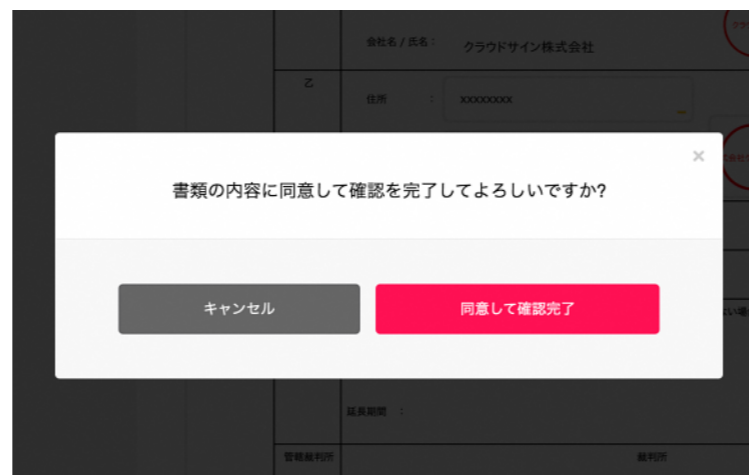 会社名 / 氏名 : クラウドサイン株式会社
乙
住所 : xxxxxxxx
×
書類の内容に同意して確認を完了してよろしいですか?
キャンセル
同意して確認完了
延長期間 :
管轄裁判所 裁判所